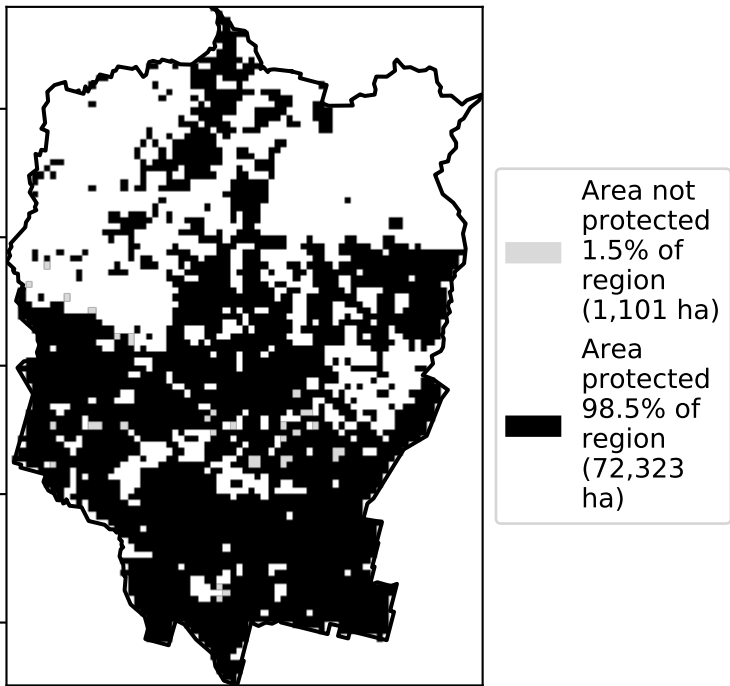 Area not
protected
1.5% of
region
(1,101 ha)
Area
protected
98.5% of
region
(72,323
ha)